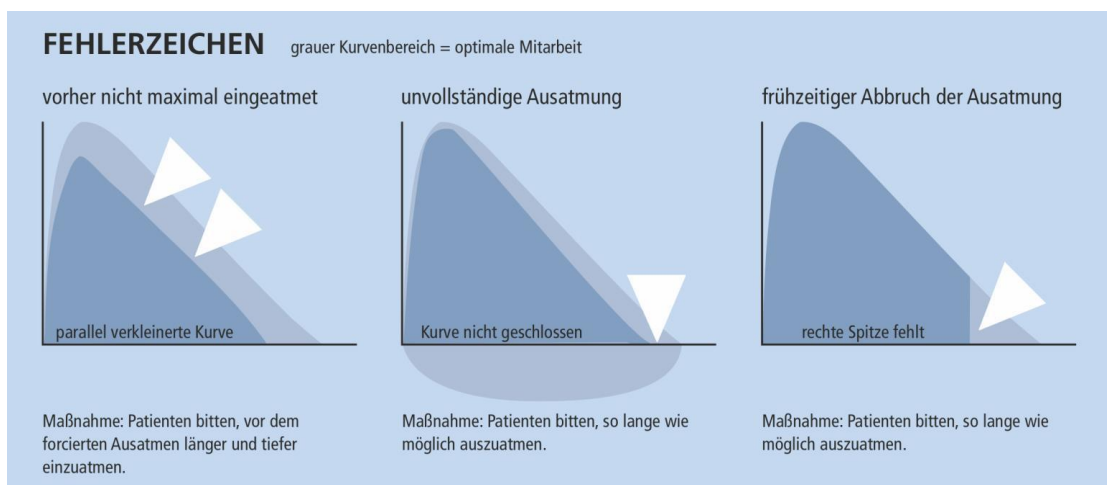 FEHLERZEICHEN grauer Kurvenbereich = optimale Mitarbeit
vorher nicht maximal eingeatmet
parallel verkleinerte Kurve
Maßnahme: Patienten bitten, vor dem
forcierten Ausatmen länger und tiefer
einzuatmen.
unvollständige Ausatmung
Kurve nicht geschlossen
Maßnahme: Patienten bitten, so lange wie
möglich auszuatmen.
frühzeitiger Abbruch der Ausatmung
rechte Spitze fehlt
Maßnahme: Patienten bitten, so lange wie
möglich auszuatmen.